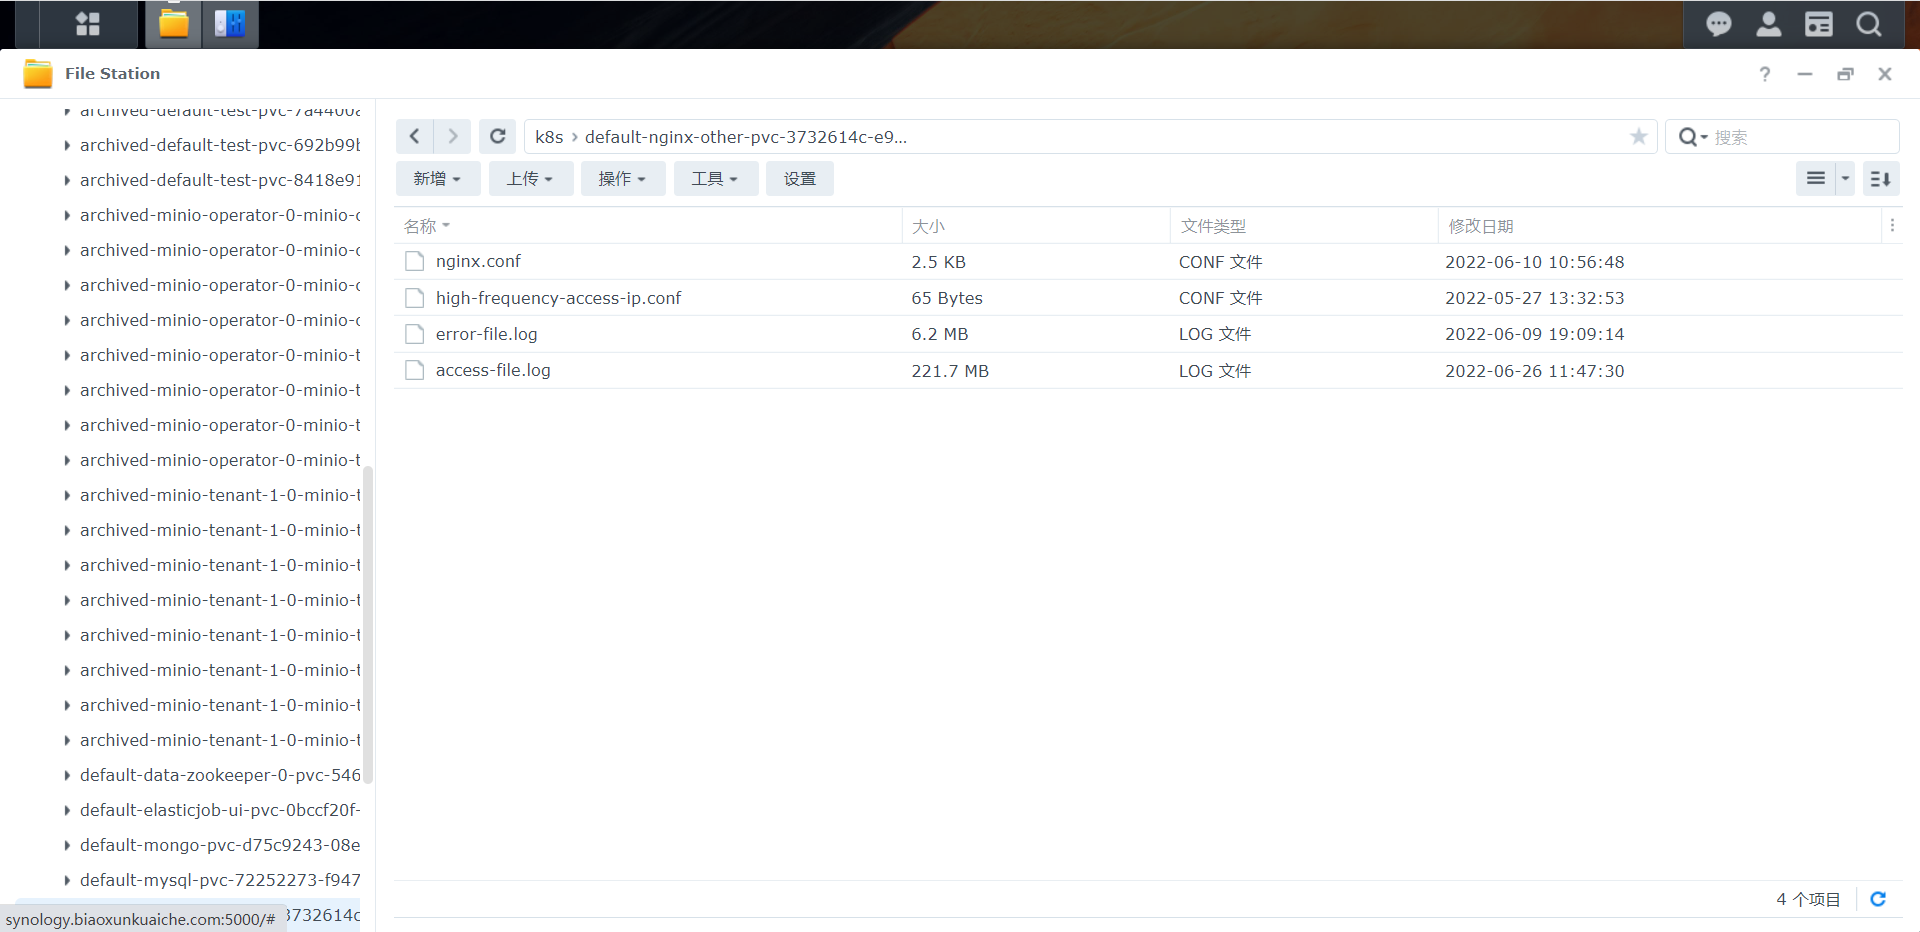 File Station
archived-default-test-pvc-7a4400a
archived-default-test-pvc-692b99b
archived-default-test-pvc-8418e91
archived-minio-operator-0-minio-c
archived-minio-operator-0-minio-c
archived-minio-operator-0-minio-c
archived-minio-operator-0-minio-c
archived-minio-operator-0-minio-t
archived-minio-operator-0-minio-t
archived-minio-operator-0-minio-t
archived-minio-operator-0-minio-t
archived-minio-tenant-1-0-minio-t
archived-minio-tenant-1-0-minio-t
archived-minio-tenant-1-0-minio-t
archived-minio-tenant-1-0-minio-t
archived-minio-tenant-1-0-minio-t
archived-minio-tenant-1-0-minio-t
archived-minio-tenant-1-0-minio-t
archived-minio-tenant-1-0-minio-t
default-data-zookeeper-0-pvc-546
default-elasticjob-ui-pvc-0bccf20f-
default-mongo-pvc-d75c9243-08e
default-mysql-pvc-72252273-f947
3732614c
synology.biaoxunkuaiche.com:5000/#
k8s > default-nginx-other-pvc-3732614c-e9...
搜索
新增 上传 操作 工具 设置
名称 大小 文件类型 修改日期
nginx.conf 2.5 KB CONF 文件 2022-06-10 10:56:48
high-frequency-access-ip.conf 65 Bytes CONF 文件 2022-05-27 13:32:53
error-file.log 6.2 MB LOG 文件 2022-06-09 19:09:14
access-file.log 221.7 MB LOG 文件 2022-06-26 11:47:30
4 个项目